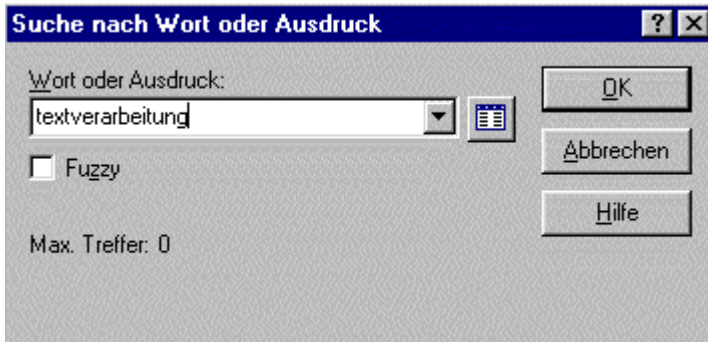 Suche nach Wort oder Ausdruck
Wort oder Ausdruck:
textverarbeitung
Fuzzy
Max. Treffer: 0
OK
Abbrechen
Hilfe